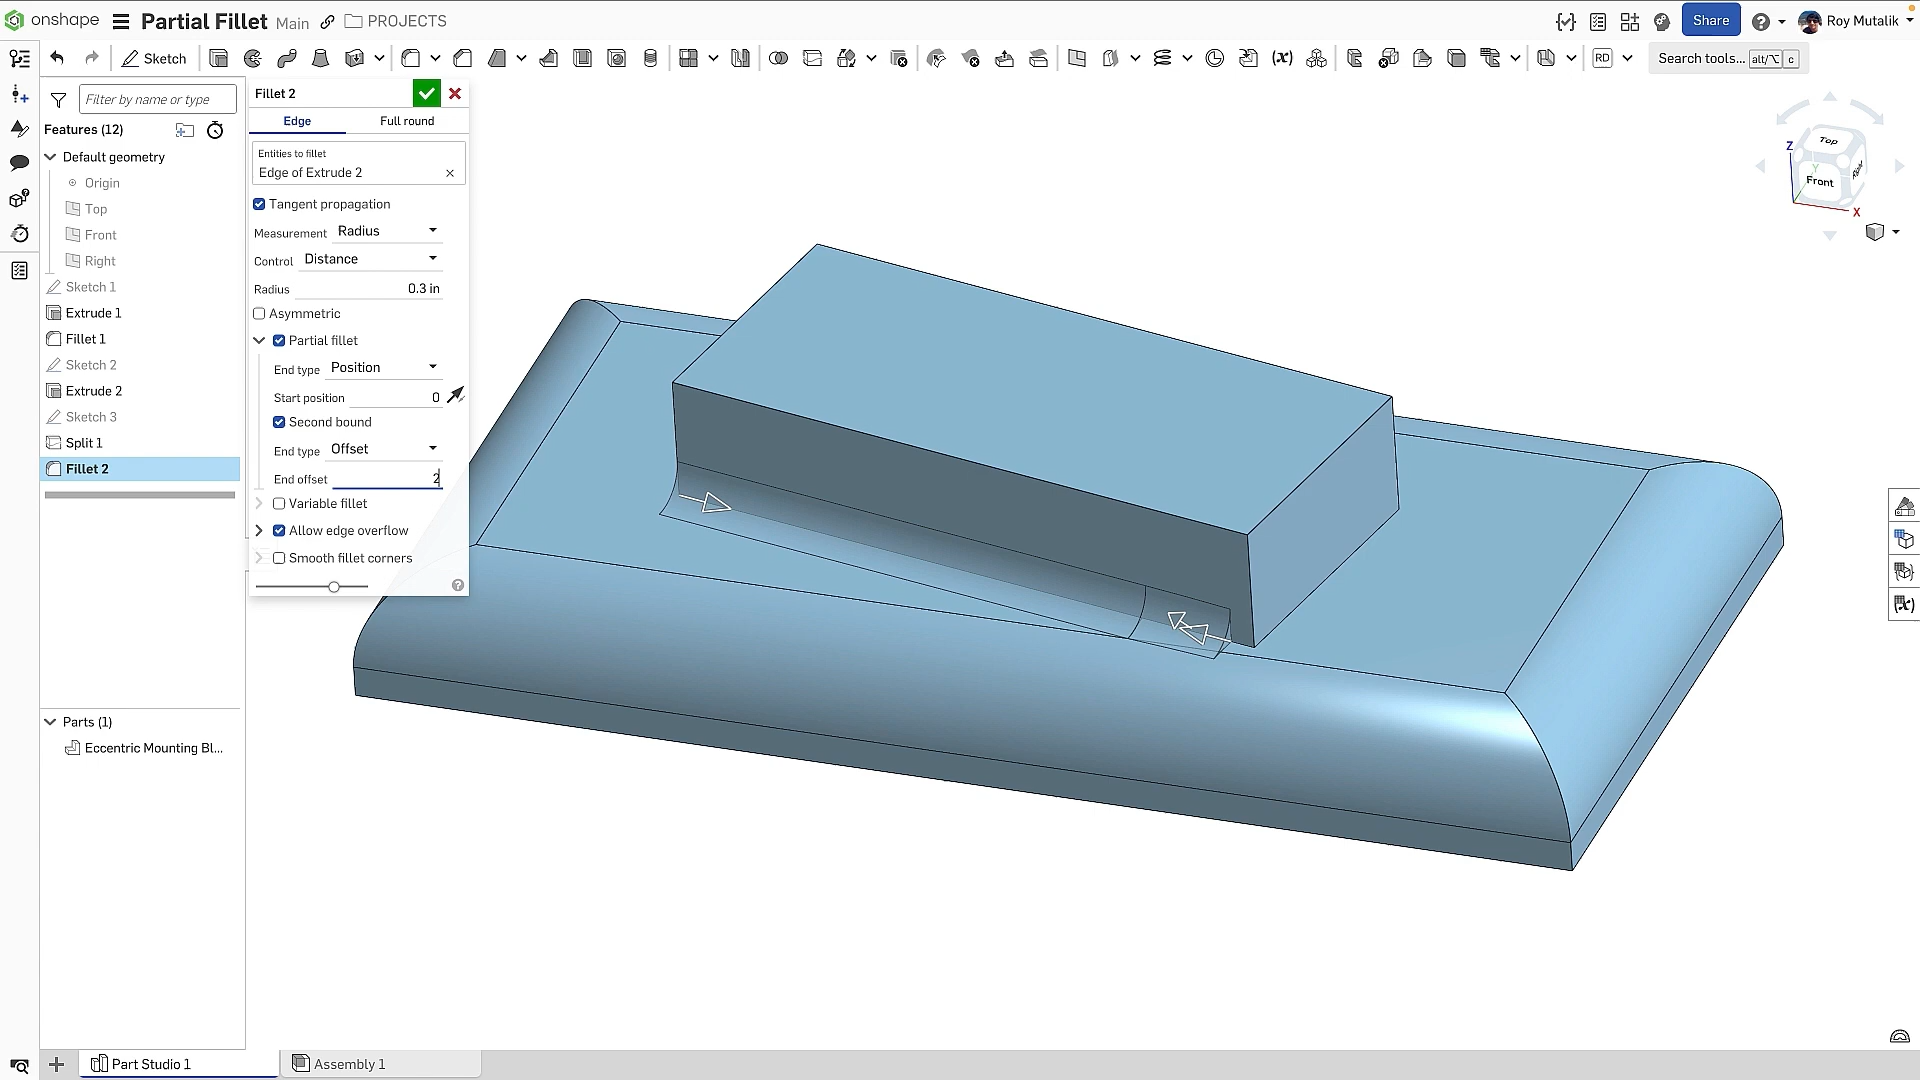 onshape Partial Fillet Main PROJECTS Share Roy Mutalik
Sketch RD Search tools... alt/⌥ c
Filter by name or type
Features (12)
Default geometry
Origin
Top
Front
Right
Sketch 1
Extrude 1
Fillet 1
Sketch 2
Extrude 2
Sketch 3
Split 1
Fillet 2
Parts (1)
Eccentric Mounting Bl...
Fillet 2
Edge Full round
Entities to fillet
Edge of Extrude 2
Tangent propagation
Measurement Radius
Control Distance
Radius 0.3 in
Asymmetric
Partial fillet
End type Position
Start position 0
Second bound
End type Offset
End offset 2
Variable fillet
Allow edge overflow
Smooth fillet corners
Top
Z
Y
Front
Right
X
Part Studio 1 Assembly 1